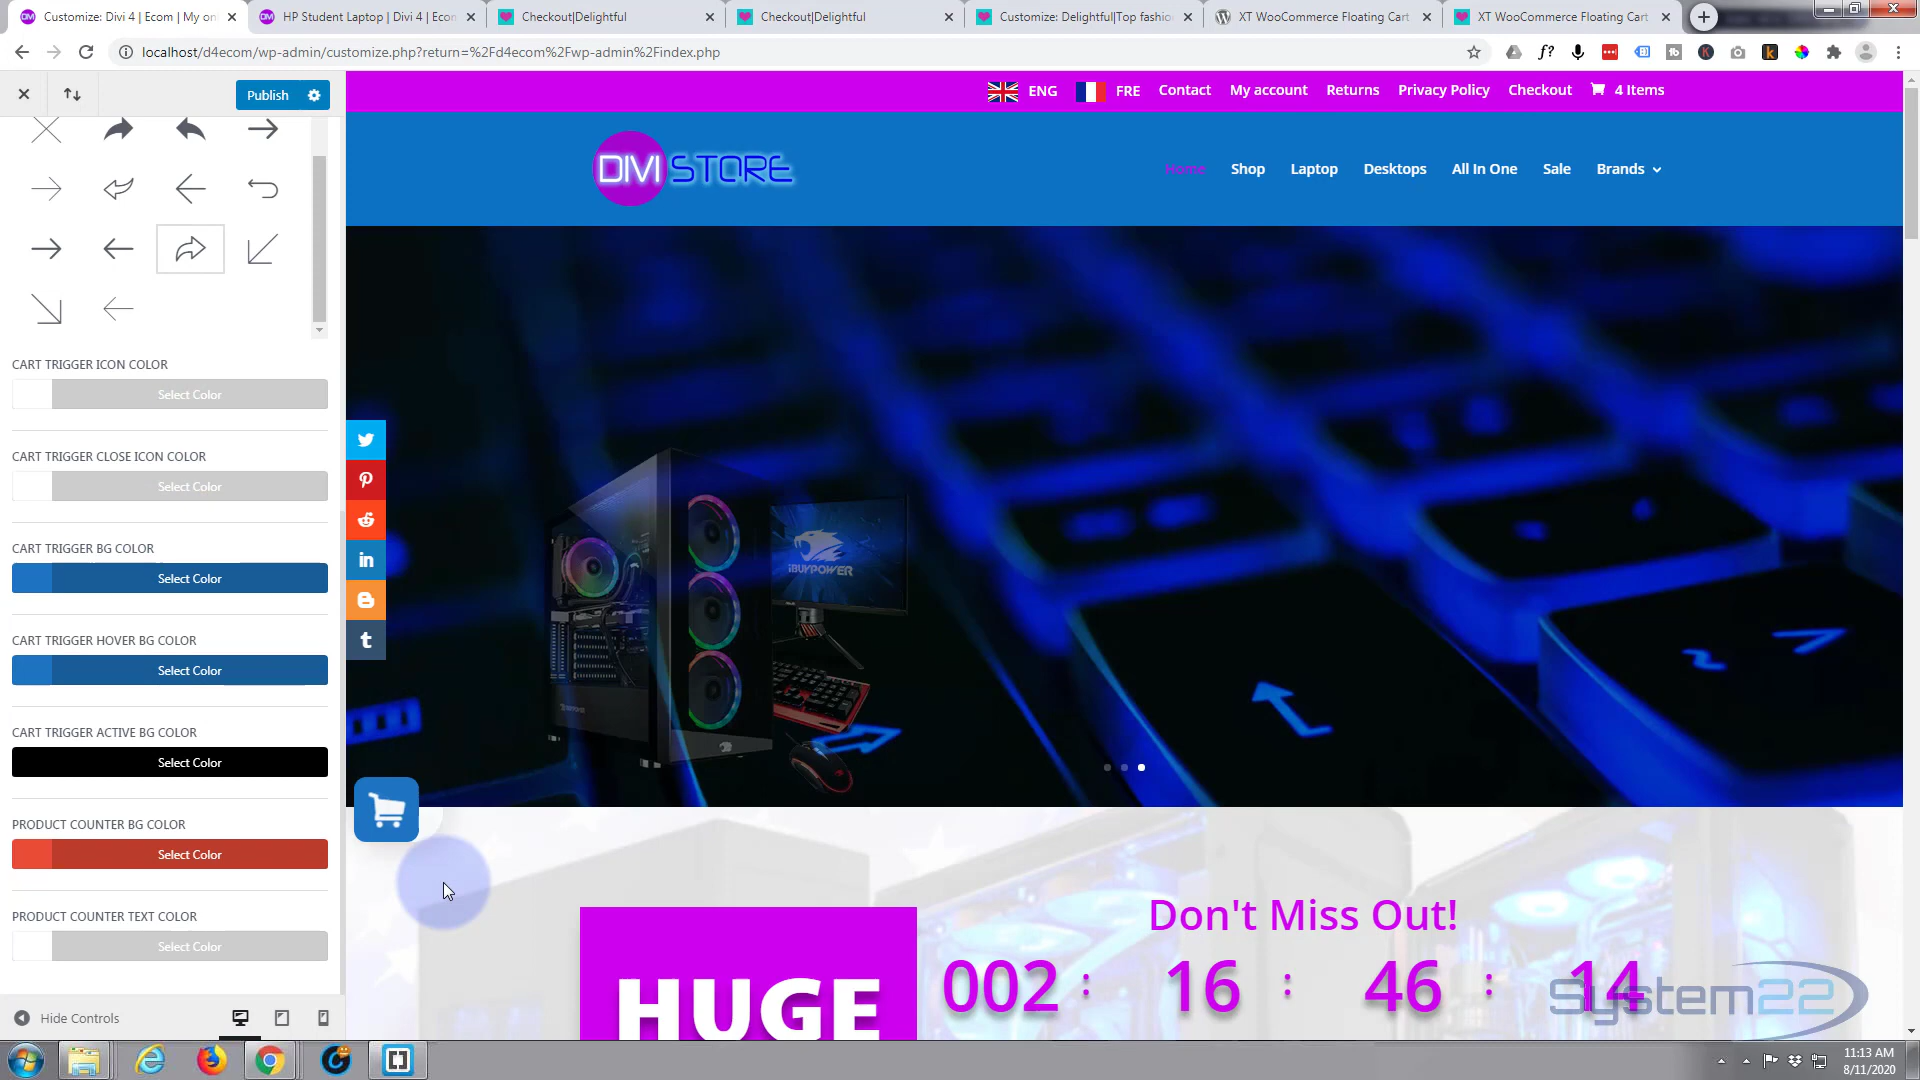 Customize: Divi 4 | Ecom | My on
HP Student Laptop | Divi 4 | Ecom
Checkout|Delightful
Checkout|Delightful
Customize: Delightful|Top fashio
XT WooCommerce Floating Cart
XT WooCommerce Floating Cart
localhost/d4ecom/wp-admin/customize.php?return=%2Fd4ecom%2Fwp-admin%2Findex.php
Publish
ENG FRE Contact My account Returns Privacy Policy Checkout 4 Items
DIVI STORE
Home Shop Laptop Desktops All In One Sale Brands
CART TRIGGER ICON COLOR
Select Color
CART TRIGGER CLOSE ICON COLOR
Select Color
CART TRIGGER BG COLOR
Select Color
CART TRIGGER HOVER BG COLOR
Select Color
CART TRIGGER ACTIVE BG COLOR
Select Color
PRODUCT COUNTER BG COLOR
Select Color
PRODUCT COUNTER TEXT COLOR
Select Color
iBUYPOWER
Don't Miss Out!
002 : 16 : 46 : 14
HUGE
System22
Hide Controls
11:13 AM
8/11/2020